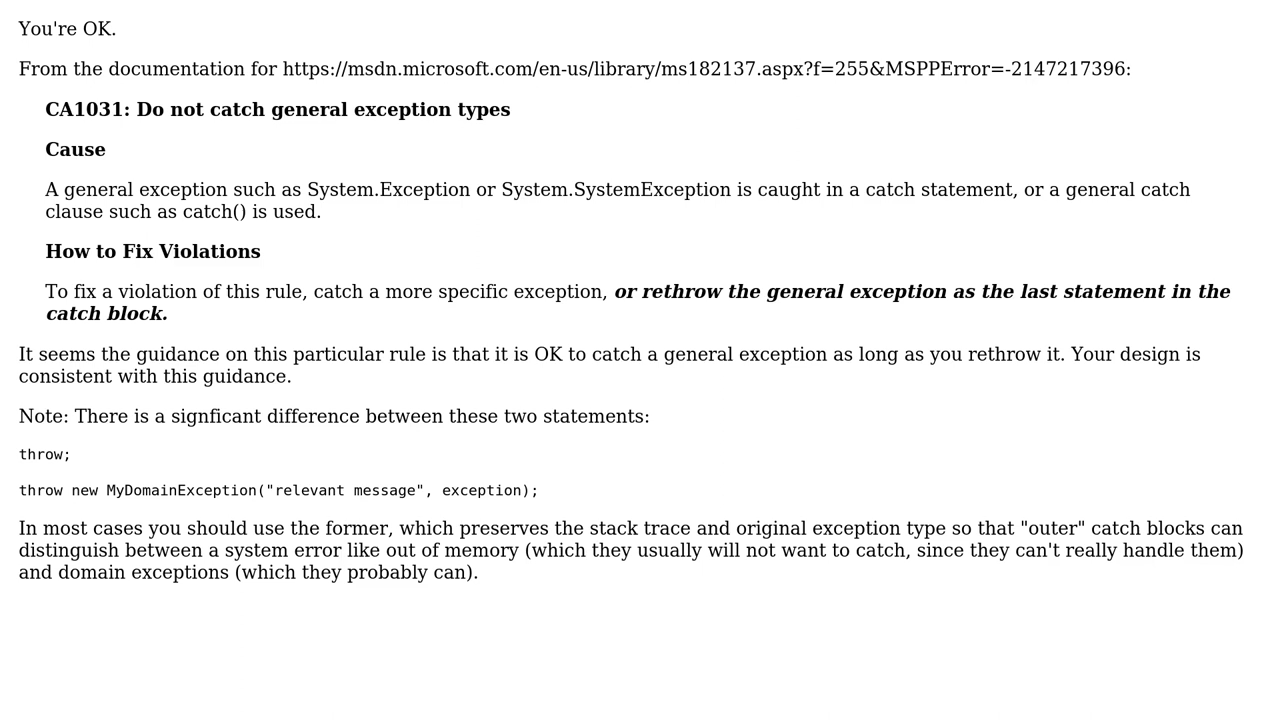 You're OK.
From the documentation for https://msdn.microsoft.com/en-us/library/ms182137.aspx?f=255&MSPPError=-2147217396:
CA1031: Do not catch general exception types
Cause
A general exception such as System.Exception or System.SystemException is caught in a catch statement, or a general catch
clause such as catch() is used.
How to Fix Violations
To fix a violation of this rule, catch a more specific exception, or rethrow the general exception as the last statement in the
catch block.
It seems the guidance on this particular rule is that it is OK to catch a general exception as long as you rethrow it. Your design is
consistent with this guidance.
Note: There is a signficant difference between these two statements:
throw;
throw new MyDomainException("relevant message", exception);
In most cases you should use the former, which preserves the stack trace and original exception type so that "outer" catch blocks can
distinguish between a system error like out of memory (which they usually will not want to catch, since they can't really handle them)
and domain exceptions (which they probably can).